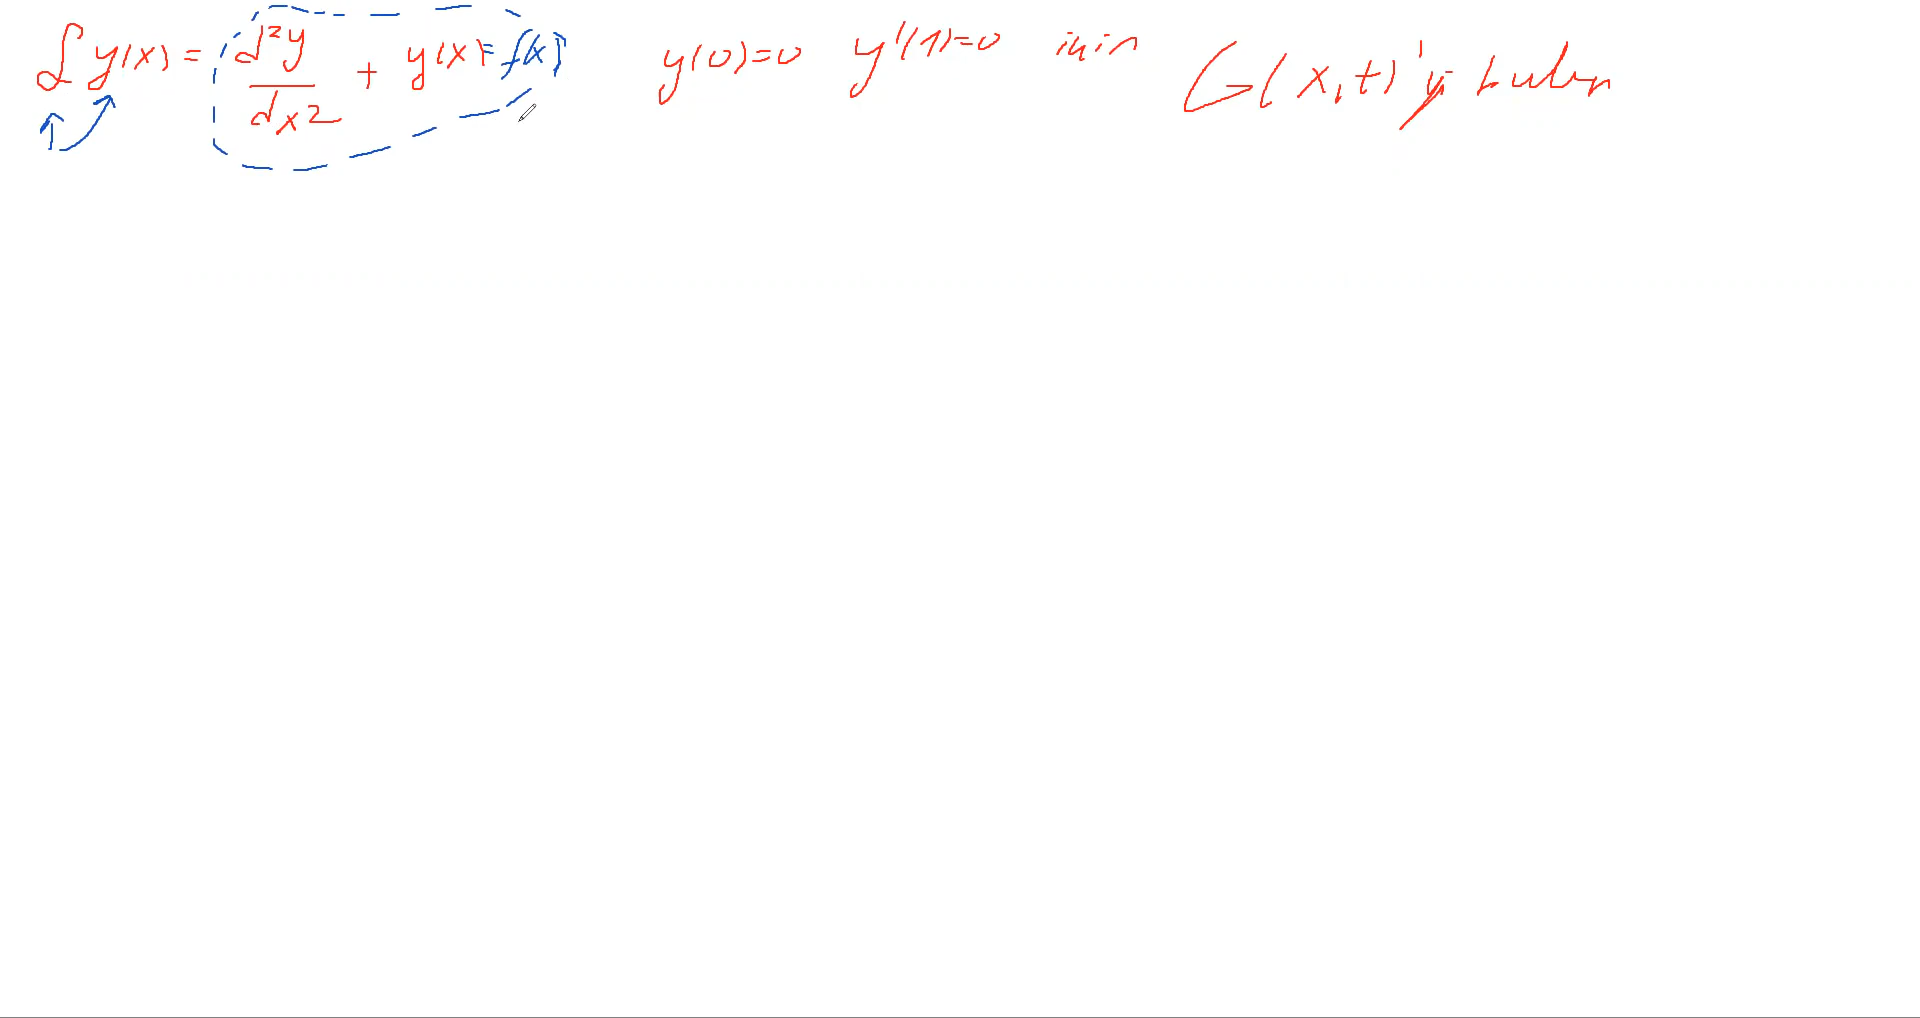 ℒ y(x) = d²y/dx² + y(x) = f(x) y(0)=0 y'(1)=0 için G(x,t)'yi bulun